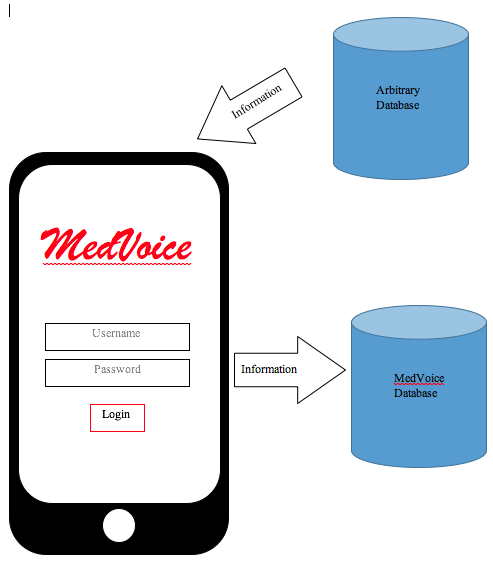 Arbitrary
Database
Information
MedVoice
Username
Password
Login
Information
MedVoice
Database